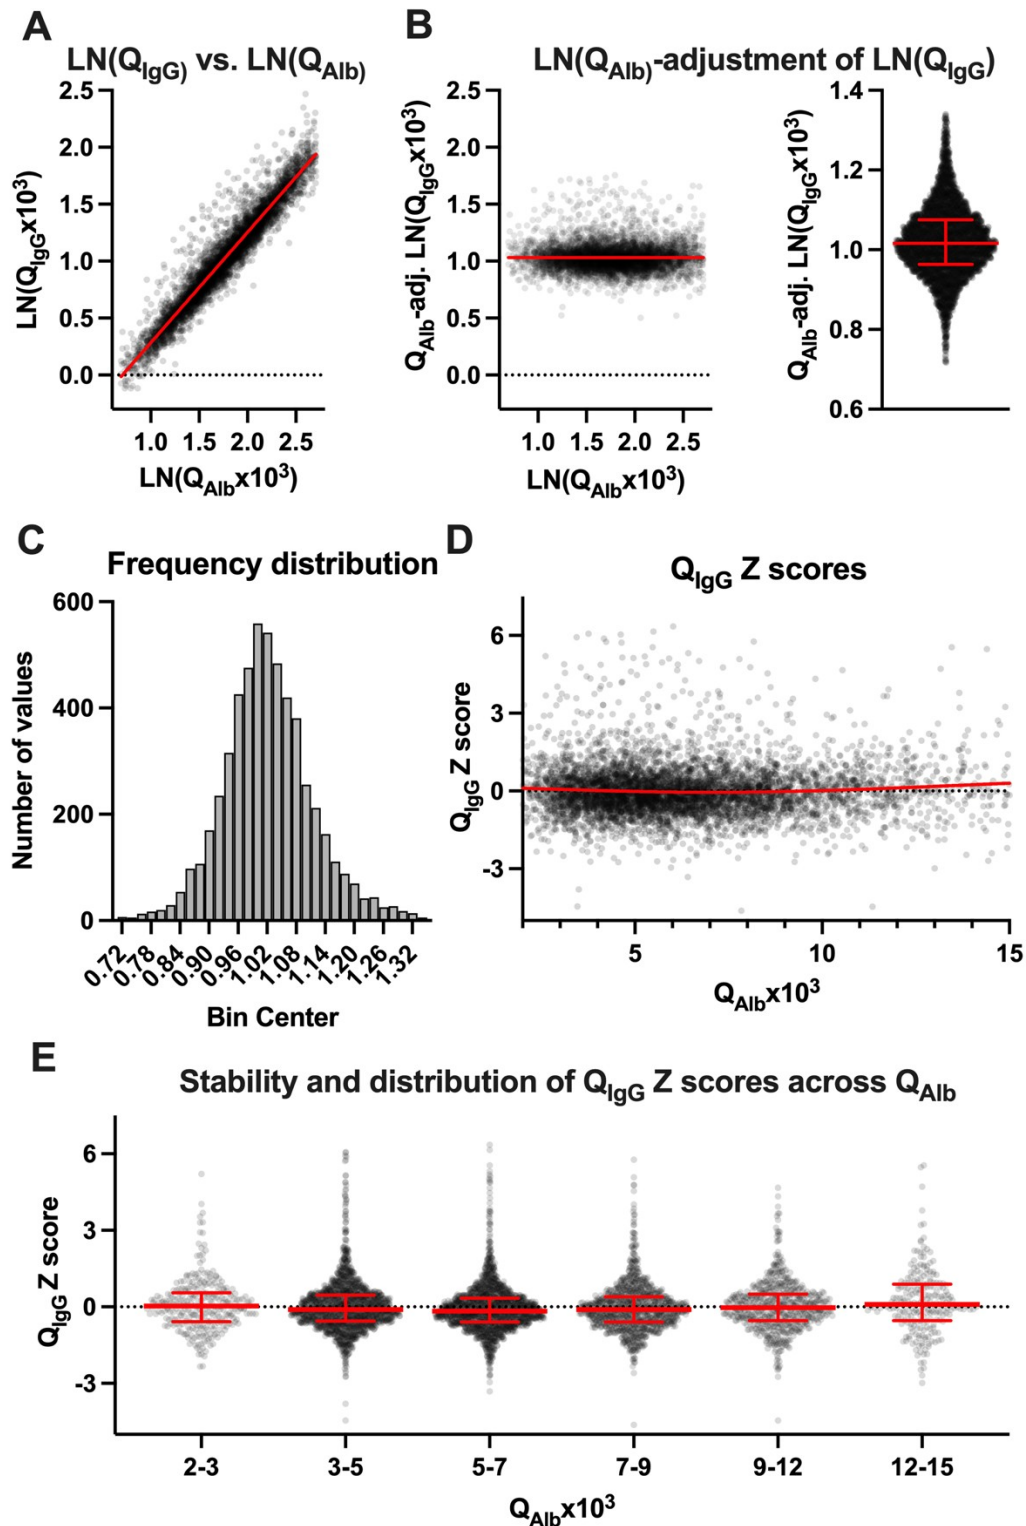 A
B
LN(QIgG) vs. LN(QAlb)
LN(QAlb)-adjustment of LN(QIgG)
LN(QIgGx10³)
2.5
2.0
1.5
1.0
0.5
0.0
1.0 1.5 2.0 2.5
LN(QAlbx10³)
QAlb-adj. LN(QIgGx10³)
2.5
2.0
1.5
1.0
0.5
0.0
1.0 1.5 2.0 2.5
LN(QAlbx10³)
QAlb-adj. LN(QIgGx10³)
1.4
1.2
1.0
0.8
0.6
C
Frequency distribution
Number of values
600
400
200
0
0.72 0.78 0.84 0.90 0.96 1.02 1.08 1.14 1.20 1.26 1.32
Bin Center
D
QIgG Z scores
QIgG Z score
6
3
0
-3
5 10 15
QAlbx10³
E
Stability and distribution of QIgG Z scores across QAlb
QIgG Z score
6
3
0
-3
2-3 3-5 5-7 7-9 9-12 12-15
QAlbx10³